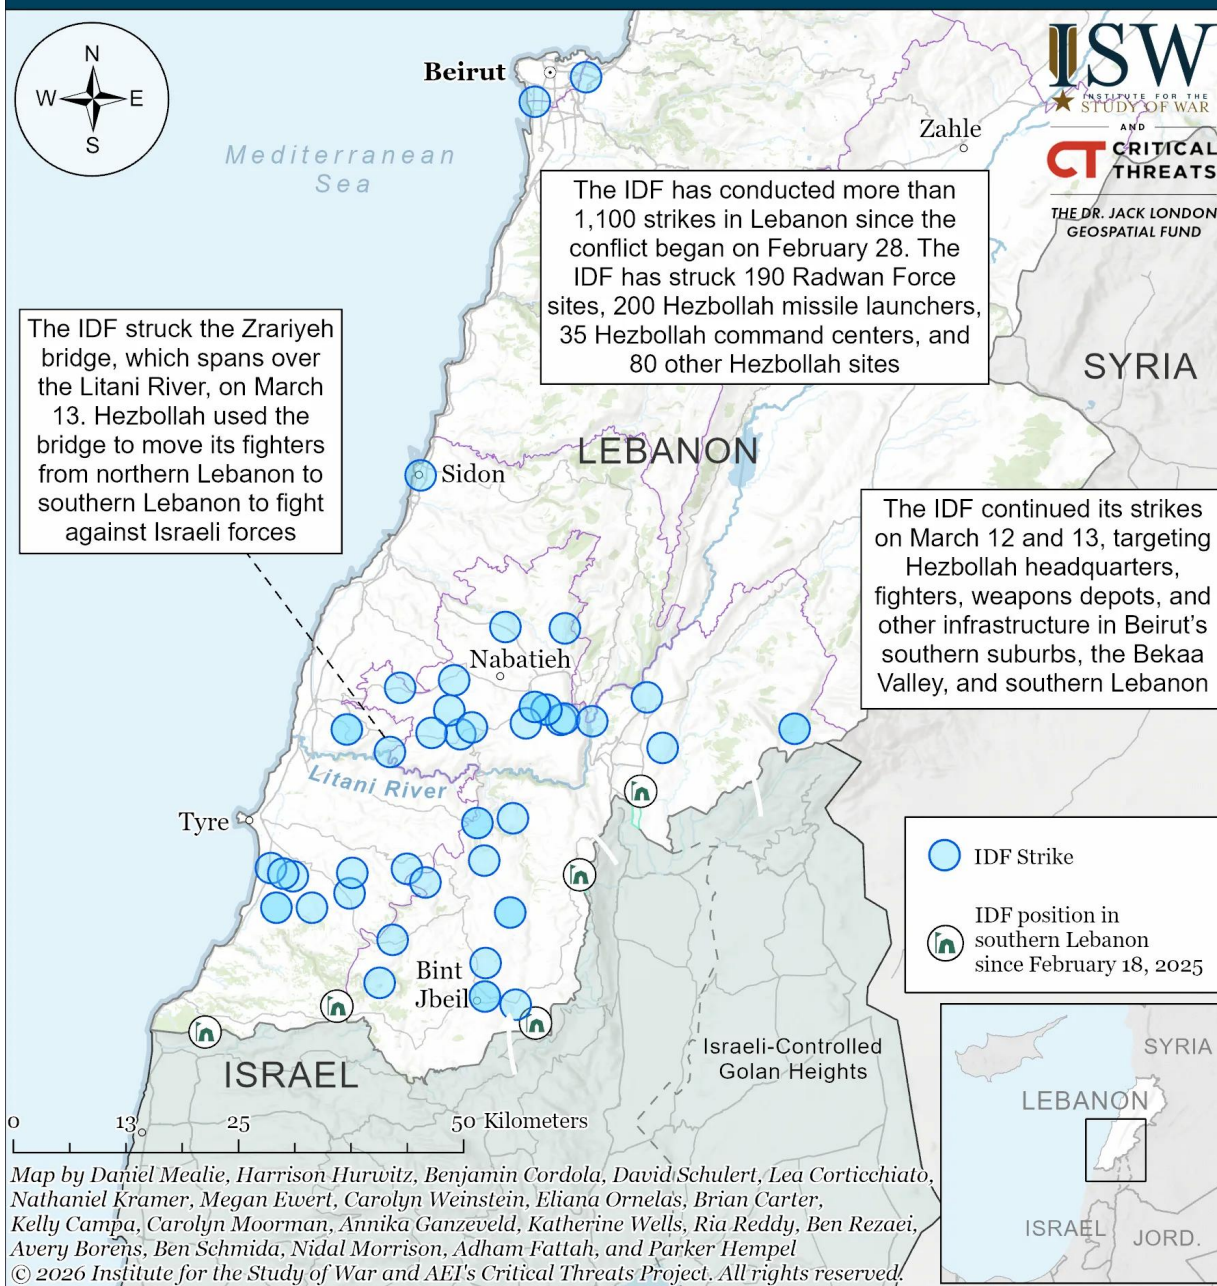 N
W
E
S
Beirut
Mediterranean
Sea
Zahle
ISW
INSTITUTE FOR THE
STUDY OF WAR
AND
CT CRITICAL
THREATS
THE DR. JACK LONDON
GEOSPATIAL FUND
The IDF has conducted more than
1,100 strikes in Lebanon since the
conflict began on February 28. The
IDF has struck 190 Radwan Force
sites, 200 Hezbollah missile launchers,
35 Hezbollah command centers, and
80 other Hezbollah sites
The IDF struck the Zrariyeh
bridge, which spans over
the Litani River, on March
13. Hezbollah used the
bridge to move its fighters
from northern Lebanon to
southern Lebanon to fight
against Israeli forces
SYRIA
LEBANON
Sidon
The IDF continued its strikes
on March 12 and 13, targeting
Hezbollah headquarters,
fighters, weapons depots, and
other infrastructure in Beirut’s
southern suburbs, the Bekaa
Valley, and southern Lebanon
Nabatieh
Litani River
Tyre
IDF Strike
IDF position in
southern Lebanon
since February 18, 2025
Bint
Jbeil
ISRAEL
Israeli-Controlled
Golan Heights
SYRIA
LEBANON
ISRAEL
JORD.
0 13 25 50 Kilometers
Map by Daniel Mealie, Harrison Hurwitz, Benjamin Cordola, David Schulert, Lea Corticchiato,
Nathaniel Kramer, Megan Ewert, Carolyn Weinstein, Eliana Ornelas, Brian Carter,
Kelly Campa, Carolyn Moorman, Annika Ganzeveld, Katherine Wells, Ria Reddy, Ben Rezaei,
Avery Borens, Ben Schmida, Nidal Morrison, Adham Fattah, and Parker Hempel
© 2026 Institute for the Study of War and AEI's Critical Threats Project. All rights reserved.